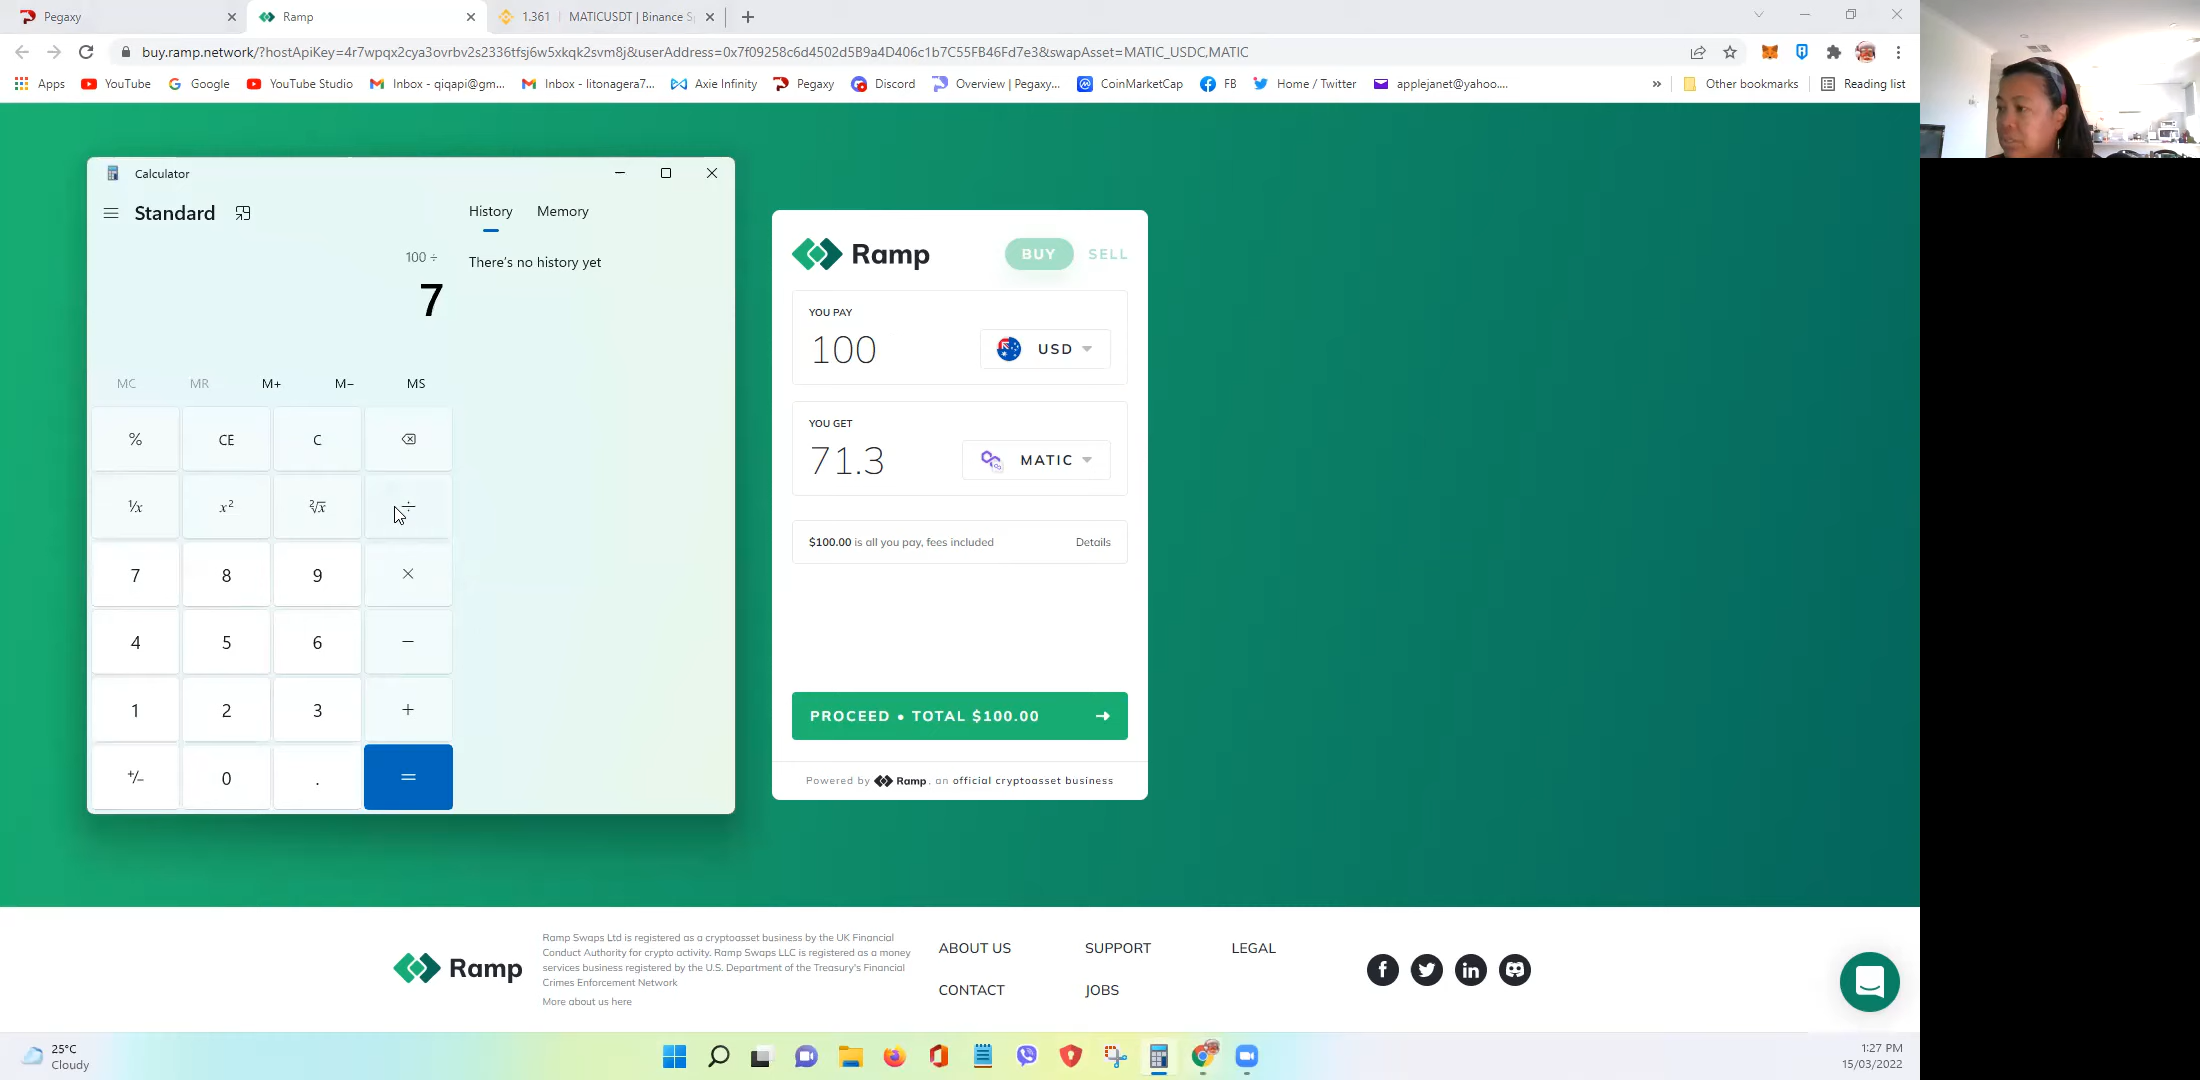 Pegaxy
Ramp
1.361 | MATICUSDT | Binance S
buy.ramp.network/?hostApiKey=4r7wpqx2cya3ovrbv2s2336tfsj6w5xkqk2svm8j&userAddress=0x7f09258c6d4502d5B9a4D406c1b7C55FB46Fd7e3&swapAsset=MATIC_USDC,MATIC
Apps YouTube Google YouTube Studio Inbox - qiqapi@gm... Inbox - litonagera7... Axie Infinity Pegaxy Discord Overview | Pegaxy... CoinMarketCap FB Home / Twitter applejanet@yahoo.... » Other bookmarks Reading list
Calculator
Standard
History Memory
There's no history yet
100 ÷
7
MC MR M+ M− MS
% CE C
¹/x x² ²√x ÷
7 8 9 ×
4 5 6 −
1 2 3 +
+/− 0 . =
Ramp BUY SELL
YOU PAY
100 USD
YOU GET
71.3 MATIC
$100.00 is all you pay, fees included Details
PROCEED • TOTAL $100.00 →
Powered by Ramp, an official cryptoasset business
Ramp
Ramp Swaps Ltd is registered as a cryptoasset business by the UK Financial
Conduct Authority for crypto activity. Ramp Swaps LLC is registered as a money
services business registered by the U.S. Department of the Treasury's Financial
Crimes Enforcement Network
More about us here
ABOUT US SUPPORT LEGAL
CONTACT JOBS
25°C
Cloudy
1:27 PM
15/03/2022